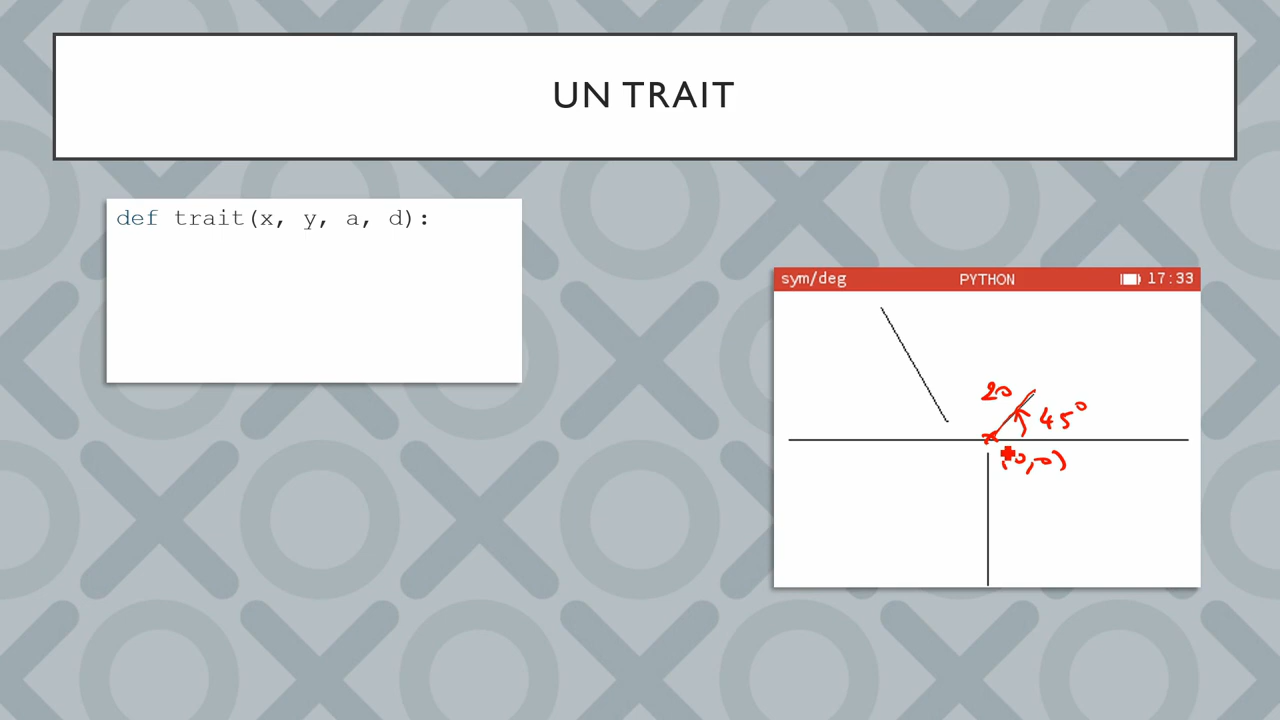 UN TRAIT
def trait(x, y, a, d):
sym/deg PYTHON 17:33
20
45°
(0,0)